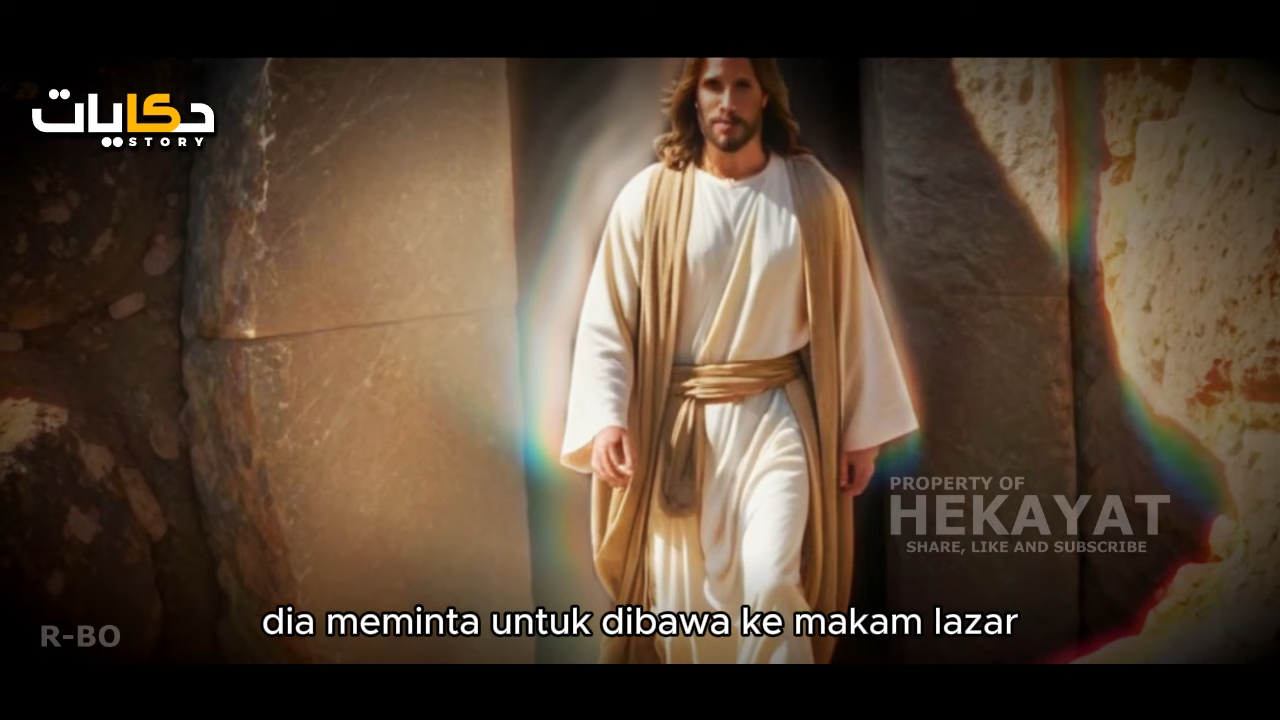 حكايات
STORY
PROPERTY OF
HEKAYAT
SHARE, LIKE AND SUBSCRIBE
dia meminta untuk dibawa ke makam lazar
R-BO